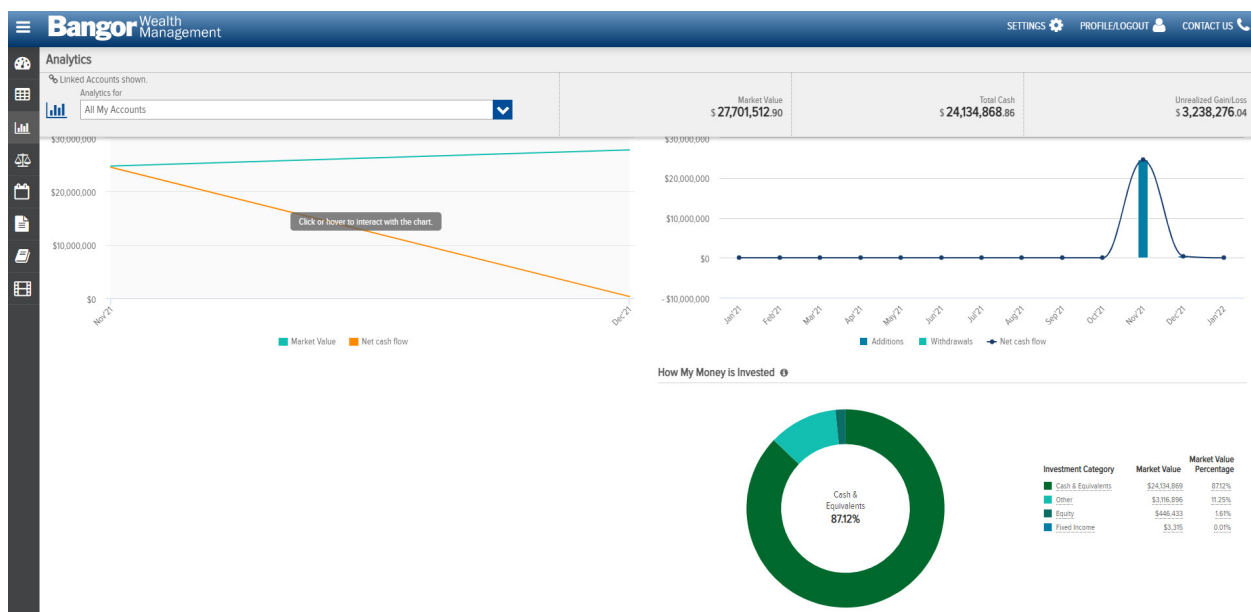 Bangor Wealth Management
SETTINGS
PROFILE/LOGOUT
CONTACT US
Analytics
Linked Accounts shown.
Analytics for
All My Accounts
Market Value
$ 27,701,512.90
Total Cash
$ 24,134,868.86
Unrealized Gain/Loss
$ 3,238,276.04
$30,000,000
$20,000,000
$10,000,000
$0
Click or hover to interact with the chart.
Nov'21
Dec'21
Market Value
Net cash flow
$30,000,000
$20,000,000
$10,000,000
$0
- $10,000,000
Jan'21
Feb'21
Mar'21
Apr'21
May'21
Jun'21
Jul'21
Aug'21
Sep'21
Oct'21
Nov'21
Dec'21
Jan'22
Additions
Withdrawals
Net cash flow
How My Money is Invested
Cash &
Equivalents
87.12%
Investment Category Market Value Market Value Percentage
Cash & Equivalents $24,134,869 87.12%
Other $3,116,896 11.25%
Equity $446,433 1.61%
Fixed Income $3,315 0.01%